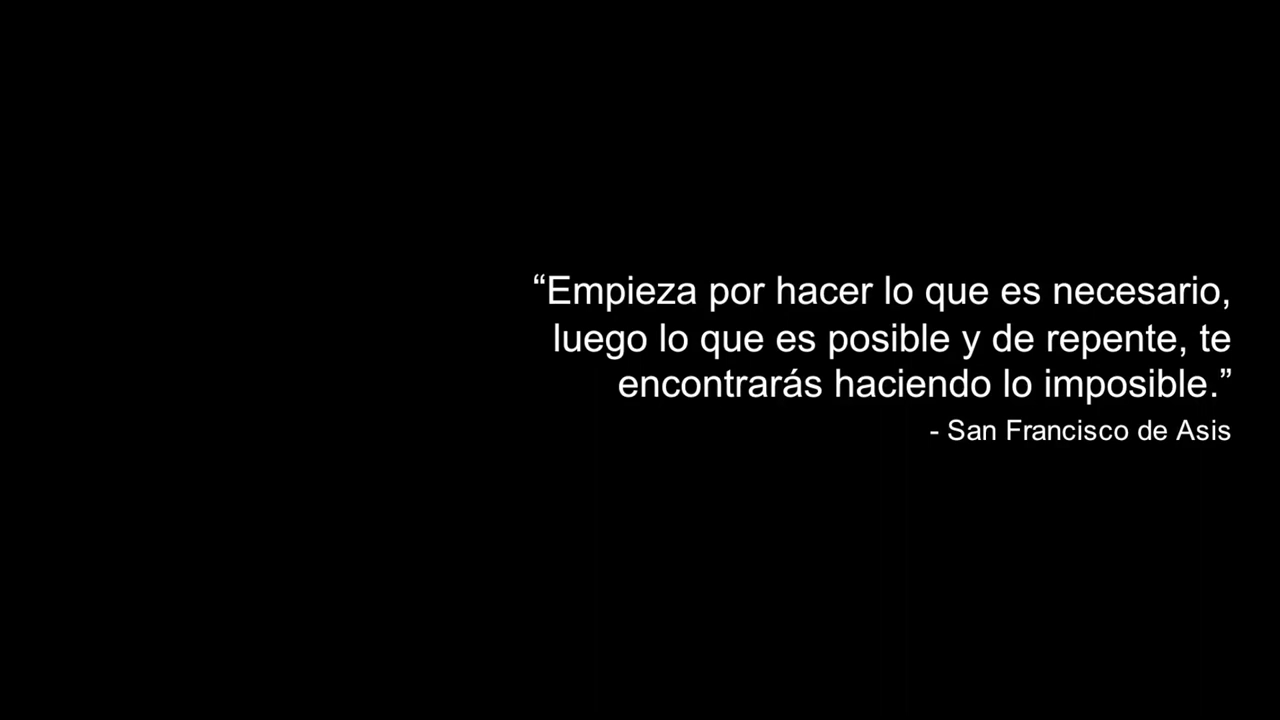 “Empieza por hacer lo que es necesario,
luego lo que es posible y de repente, te
encontrarás haciendo lo imposible.”
- San Francisco de Asis